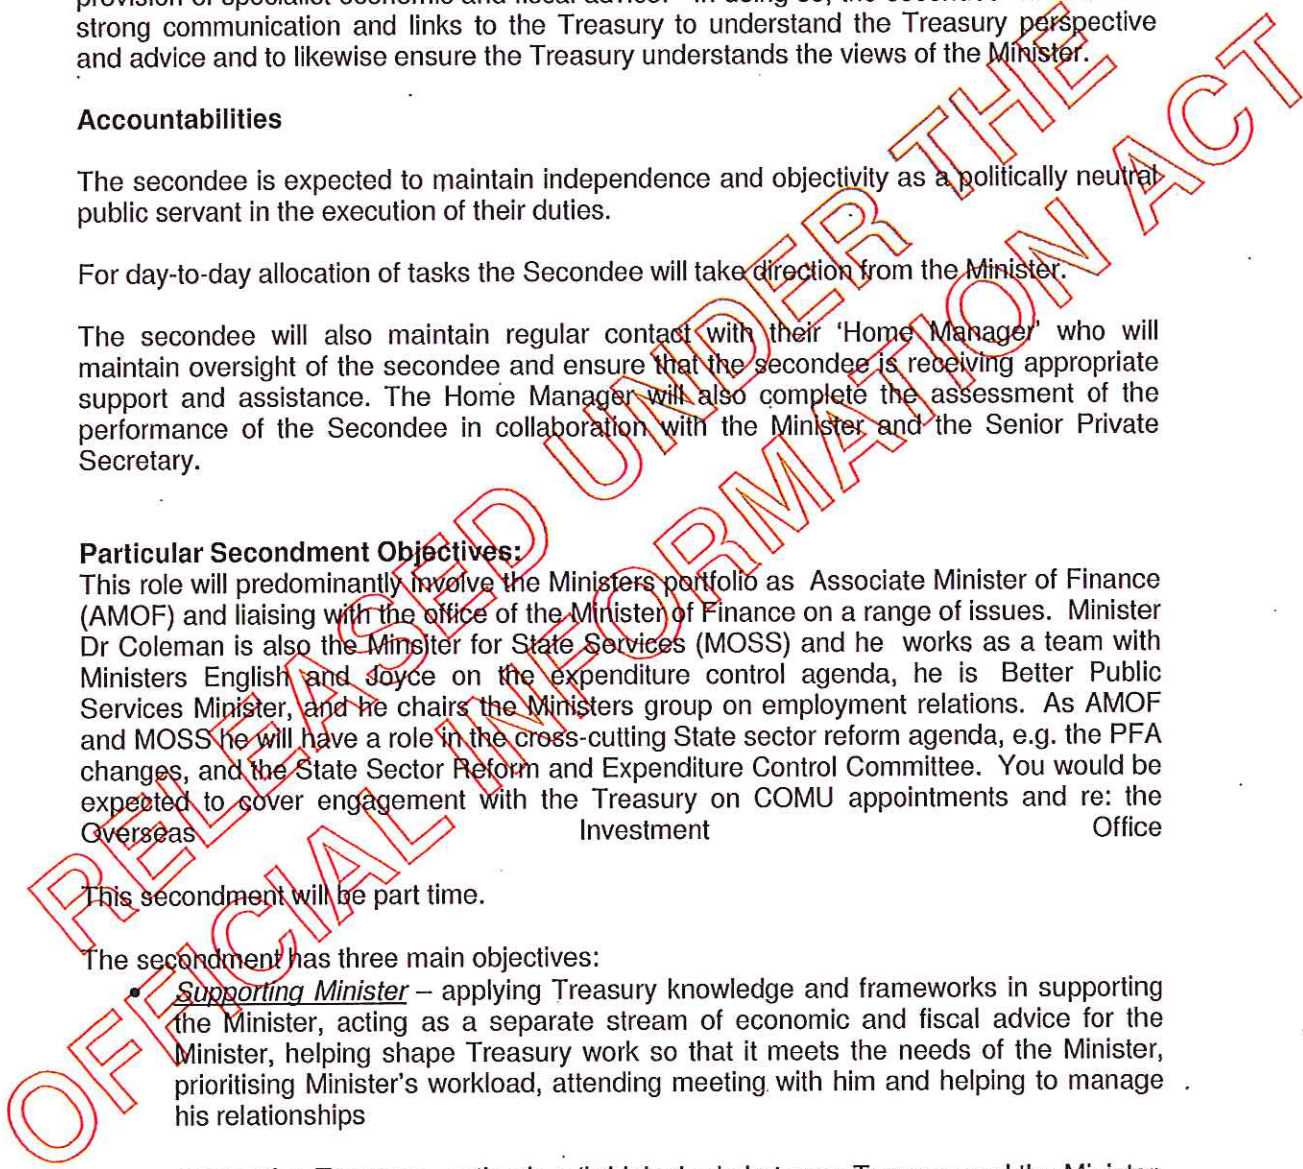 strong communication and links to the Treasury to understand the Treasury perspective
and advice and to likewise ensure the Treasury understands the views of the Minister.
Accountabilities
The secondee is expected to maintain independence and objectivity as a politically neutral
public servant in the execution of their duties.
For day-to-day allocation of tasks the Secondee will take direction from the Minister.
The secondee will also maintain regular contact with their ‘Home Manager’ who will
maintain oversight of the secondee and ensure that the secondee is receiving appropriate
support and assistance. The Home Manager will also complete the assessment of the
performance of the Secondee in collaboration with the Minister and the Senior Private
Secretary.
Particular Secondment Objectives:
This role will predominantly involve the Ministers portfolio as Associate Minister of Finance
(AMOF) and liaising with the office of the Minister of Finance on a range of issues. Minister
Dr Coleman is also the Minsiter for State Services (MOSS) and he works as a team with
Ministers English and Joyce on the expenditure control agenda, he is Better Public
Services Minister, and he chairs the Ministers group on employment relations. As AMOF
and MOSS he will have a role in the cross-cutting State sector reform agenda, e.g. the PFA
changes, and the State Sector Reform and Expenditure Control Committee. You would be
expected to cover engagement with the Treasury on COMU appointments and re: the
Overseas Investment Office
This secondment will be part time.
The secondment has three main objectives:
• Supporting Minister – applying Treasury knowledge and frameworks in supporting
the Minister, acting as a separate stream of economic and fiscal advice for the
Minister, helping shape Treasury work so that it meets the needs of the Minister,
prioritising Minister's workload, attending meeting with him and helping to manage
his relationships
RELEASED UNDER THE
OFFICIAL INFORMATION ACT